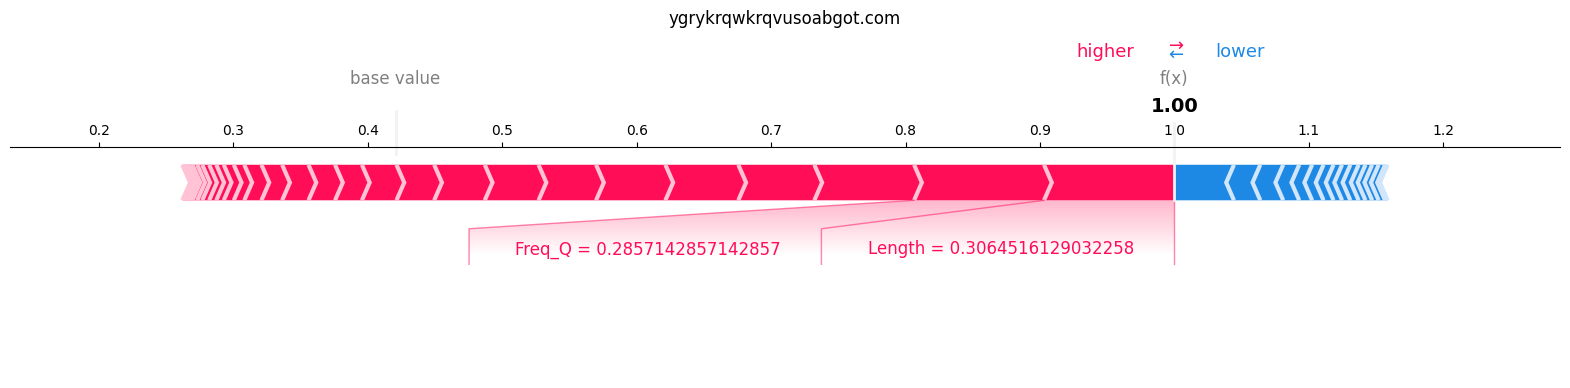 ygrykrqwkrqvusoabgot.com
higher ⇄ lower
base value f(x)
1.00
0.2 0.3 0.4 0.5 0.6 0.7 0.8 0.9 1.0 1.1 1.2
Freq_Q = 0.2857142857142857 Length = 0.3064516129032258